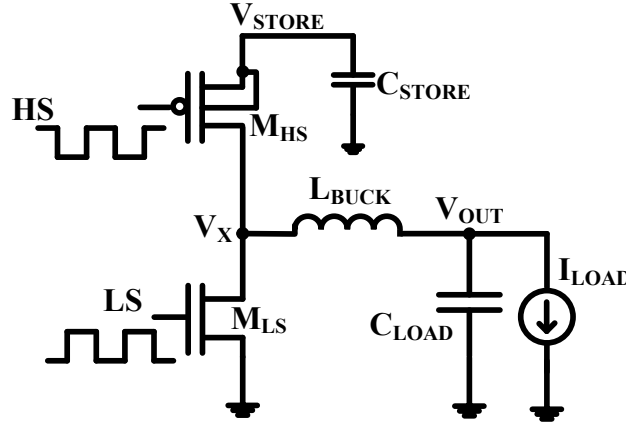 VSTORE
HS
CSTORE
MHS
LBUCK
VX
VOUT
ILOAD
LS
MLS
CLOAD